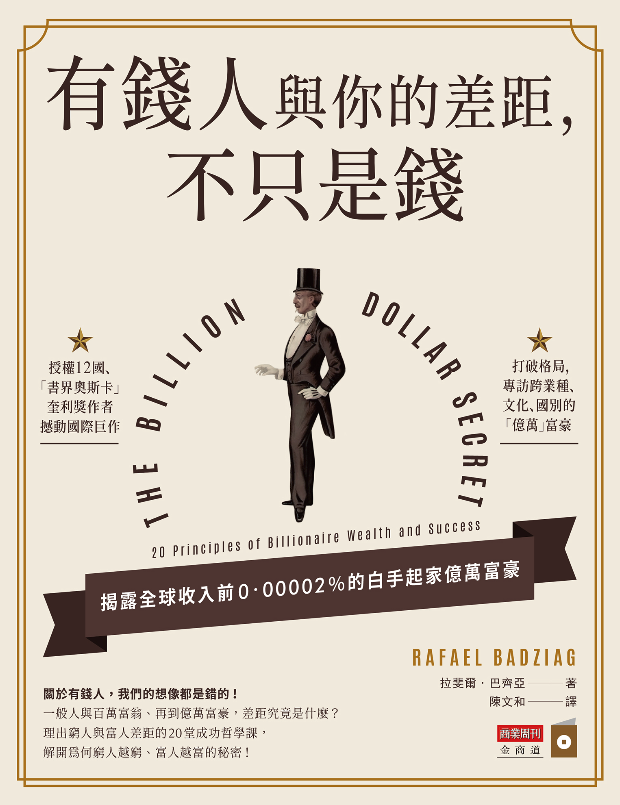 有錢人與你的差距,
不只是錢
THE BILLION DOLLAR SECRET
授權12國、
「書界奧斯卡」
奎利獎作者
撼動國際巨作
打破格局,
專訪跨業種、
文化、國別的
「億萬」富豪
20 Principles of Billionaire Wealth and Success
揭露全球收入前0.00002%的白手起家億萬富豪
RAFAEL BADZIAG
拉斐爾·巴齊亞——著
陳文和——譯
關於有錢人，我們的想像都是錯的！
一般人與百萬富翁、再到億萬富豪，差距究竟是什麼？
理出窮人與富人差距的20堂成功哲學課，
解開為何窮人越窮、富人越富的秘密！
商業周刊
金商道